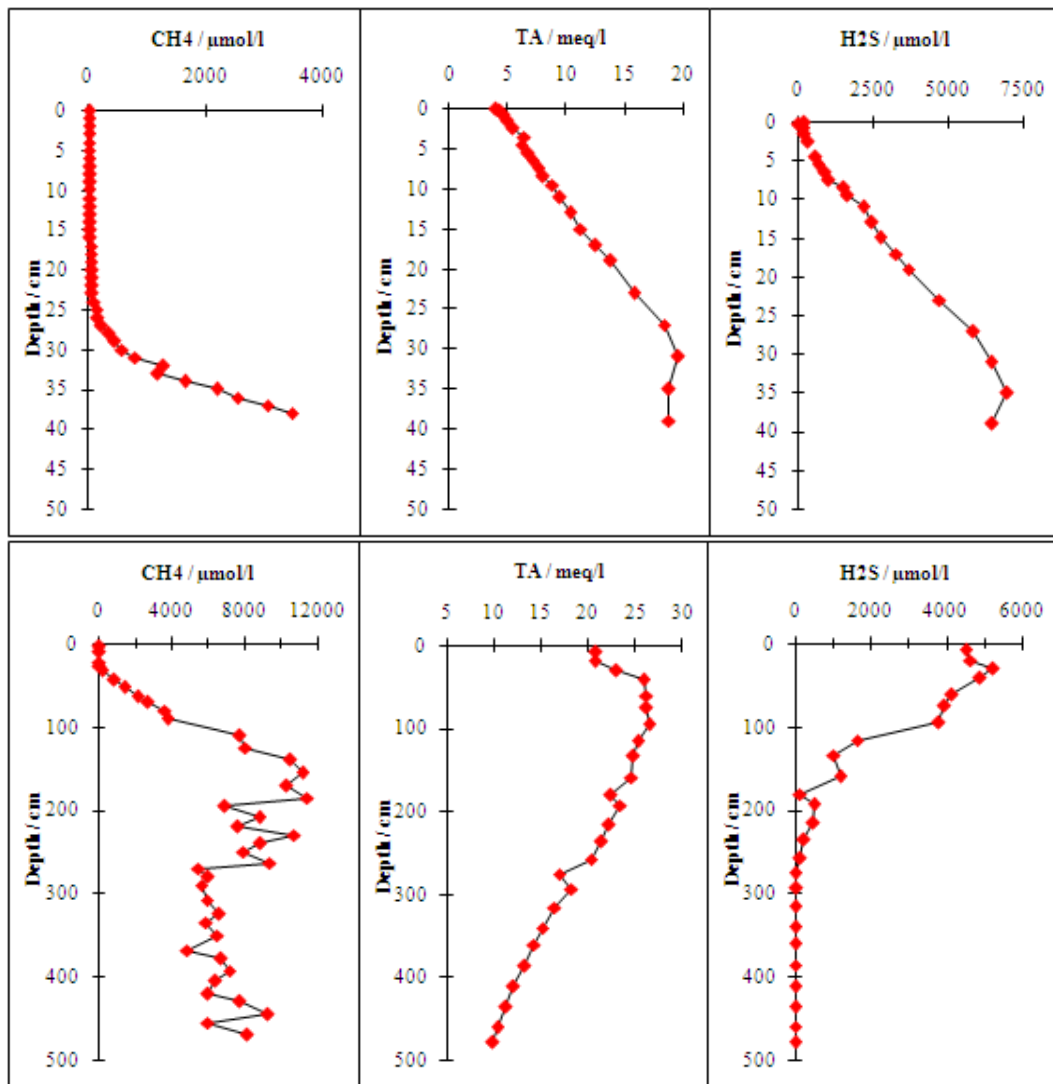 CH4 / µmol/l
0 2000 4000
Depth / cm
0
5
10
15
20
25
30
35
40
45
50
TA / meq/l
0 5 10 15 20
Depth / cm
0
5
10
15
20
25
30
35
40
45
50
H2S / µmol/l
0 2500 5000 7500
Depth / cm
0
5
10
15
20
25
30
35
40
45
50
CH4 / µmol/l
0 4000 8000 12000
Depth / cm
0
100
200
300
400
500
TA / meq/l
5 10 15 20 25 30
Depth / cm
0
100
200
300
400
500
H2S / µmol/l
0 2000 4000 6000
Depth / cm
0
100
200
300
400
500